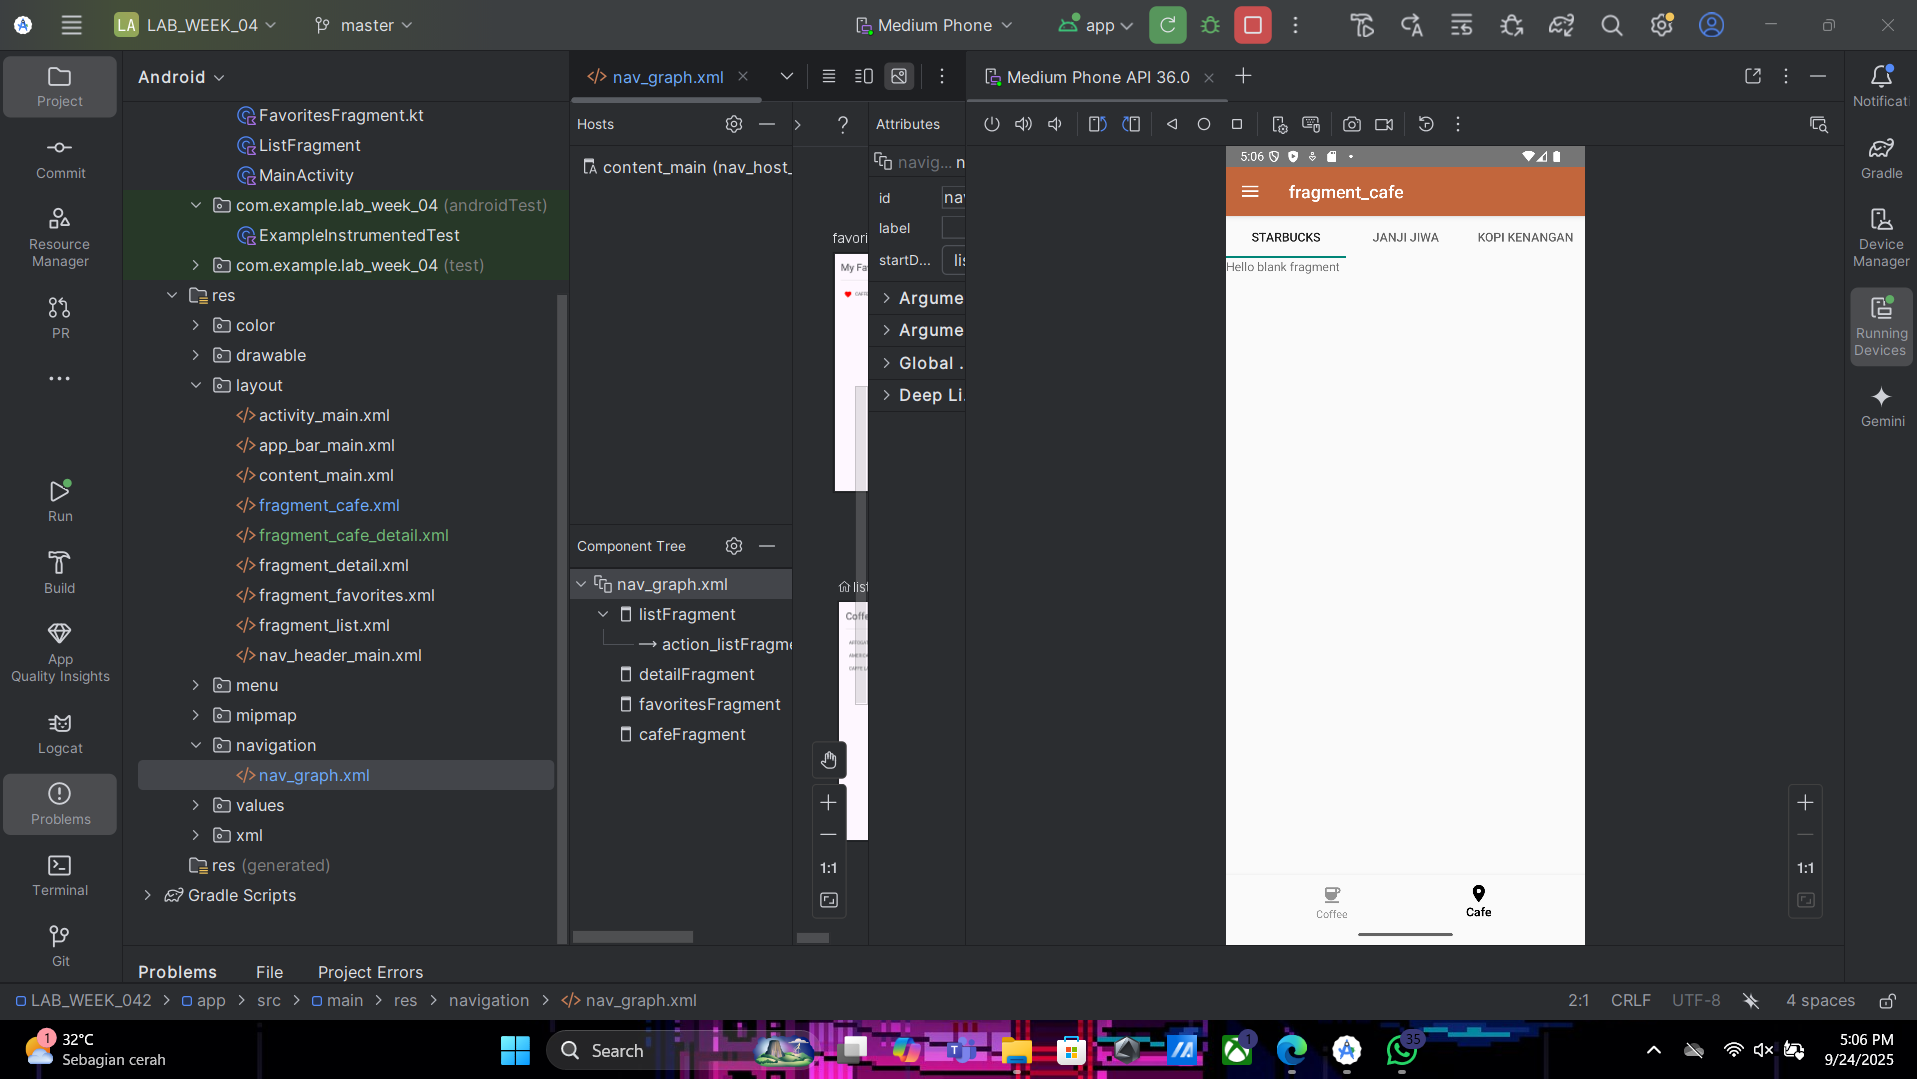 LA LAB_WEEK_04
master
Medium Phone
app
Project
Commit
Resource
Manager
PR
Run
Build
App
Quality Insights
Logcat
Problems
Terminal
Git
Android
FavoritesFragment.kt
ListFragment
MainActivity
com.example.lab_week_04 (androidTest)
ExampleInstrumentedTest
com.example.lab_week_04 (test)
res
color
drawable
layout
activity_main.xml
app_bar_main.xml
content_main.xml
fragment_cafe.xml
fragment_cafe_detail.xml
fragment_detail.xml
fragment_favorites.xml
fragment_list.xml
nav_header_main.xml
menu
mipmap
navigation
nav_graph.xml
values
xml
res (generated)
Gradle Scripts
nav_graph.xml
Hosts
content_main (nav_host_
Component Tree
nav_graph.xml
listFragment
action_listFragme
detailFragment
favoritesFragment
cafeFragment
favori
My Fa
list
Coffe
1:1
Attributes
navig... n
id nav
label
startD... lis
Argume
Argume
Global .
Deep Li.
Medium Phone API 36.0
5:06
fragment_cafe
STARBUCKS JANJI JIWA KOPI KENANGAN
Hello blank fragment
Coffee
Cafe
1:1
Notificati
Gradle
Device
Manager
Running
Devices
Gemini
Problems File Project Errors
LAB_WEEK_042 > app > src > main > res > navigation > nav_graph.xml
2:1 CRLF UTF-8 4 spaces
1
32°C
Sebagian cerah
Search
1
35
5:06 PM
9/24/2025